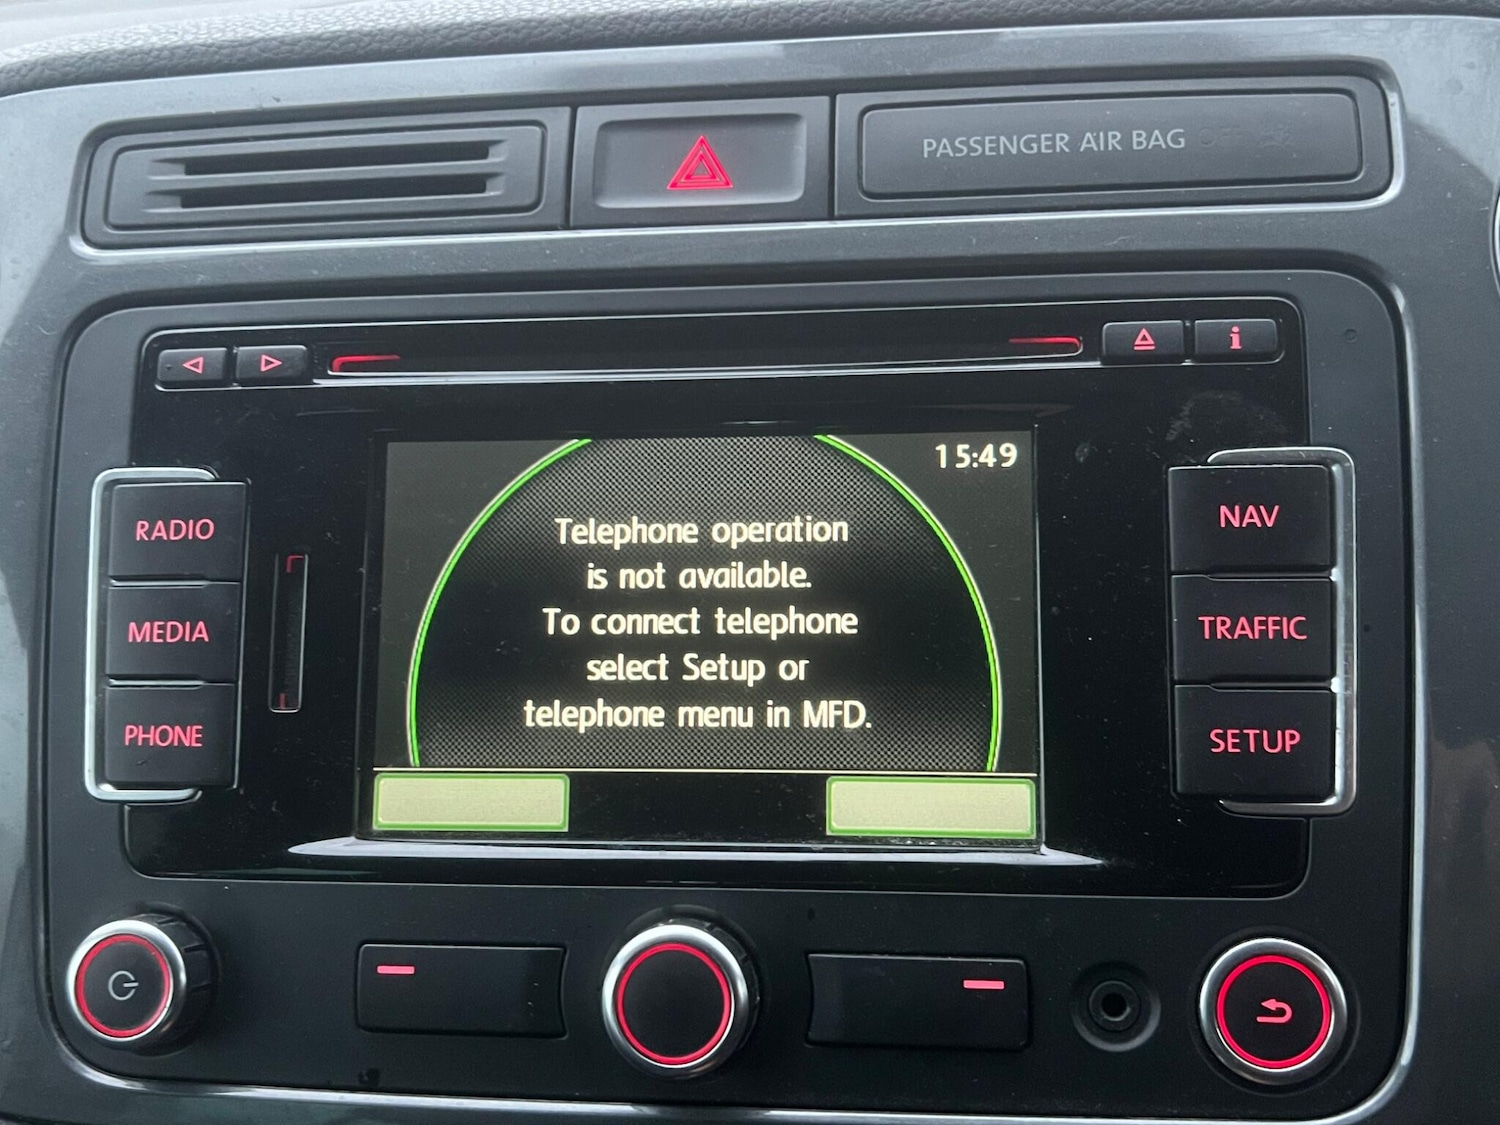 PASSENGER AIR BAG
15:49
RADIO
MEDIA
PHONE
Telephone operation
is not available.
To connect telephone
select Setup or
telephone menu in MFD.
NAV
TRAFFIC
SETUP